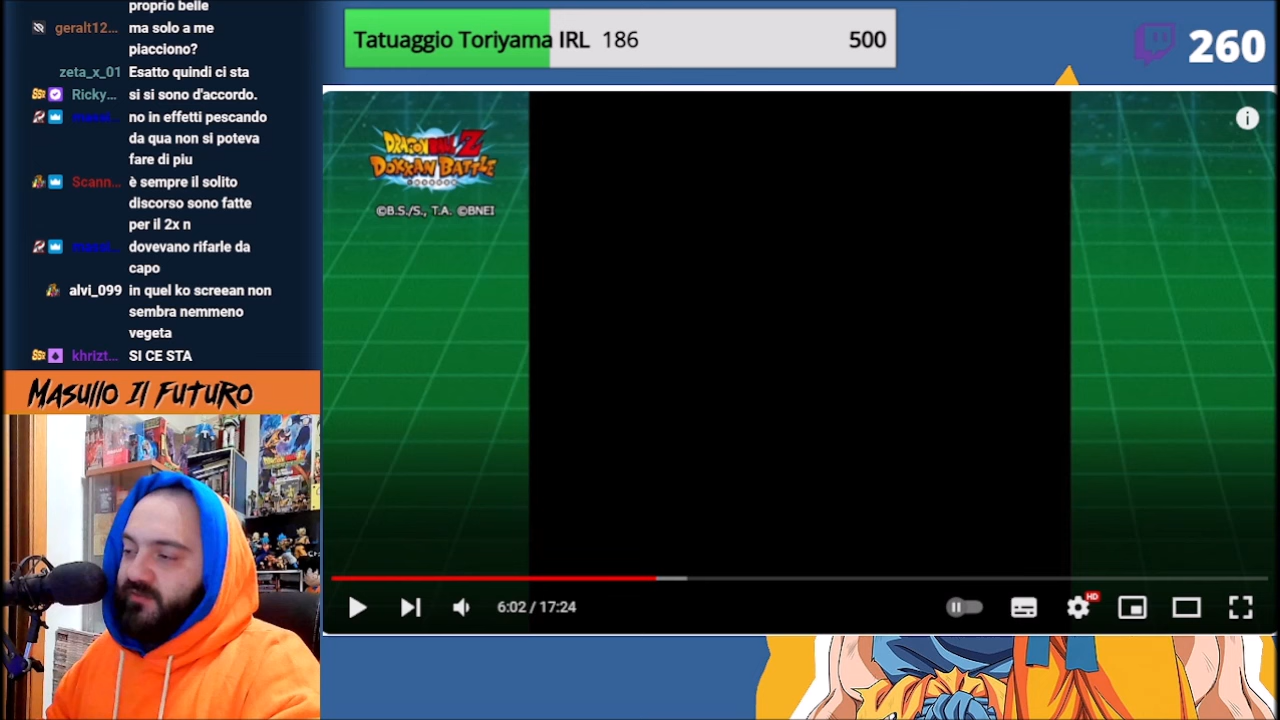 proprio belle
geralt12... ma solo a me
piacciono?
zeta_x_01 Esatto quindi ci sta
Ricky... si si sono d'accordo.
no in effetti pescando
da qua non si poteva
fare di piu
Scann... è sempre il solito
discorso sono fatte
per il 2x n
dovevano rifarle da
capo
alvi_099 in quel ko screean non
sembra nemmeno
vegeta
khrizt... SI CE STA
Masullo Il Futuro
Tatuaggio Toriyama IRL 186 500
260
DRAGON BALL Z
DOKKAN BATTLE
©B.S./S., T.A. ©BNEI
6:02 / 17:24
HD